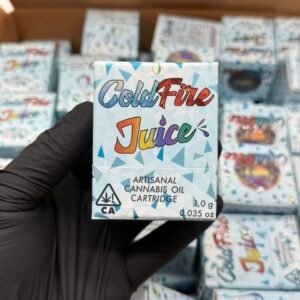 ColdFire
Juice
ARTISANAL
CANNABIS OIL
CARTRIDGE
CA
1.0 g
0.035 oz